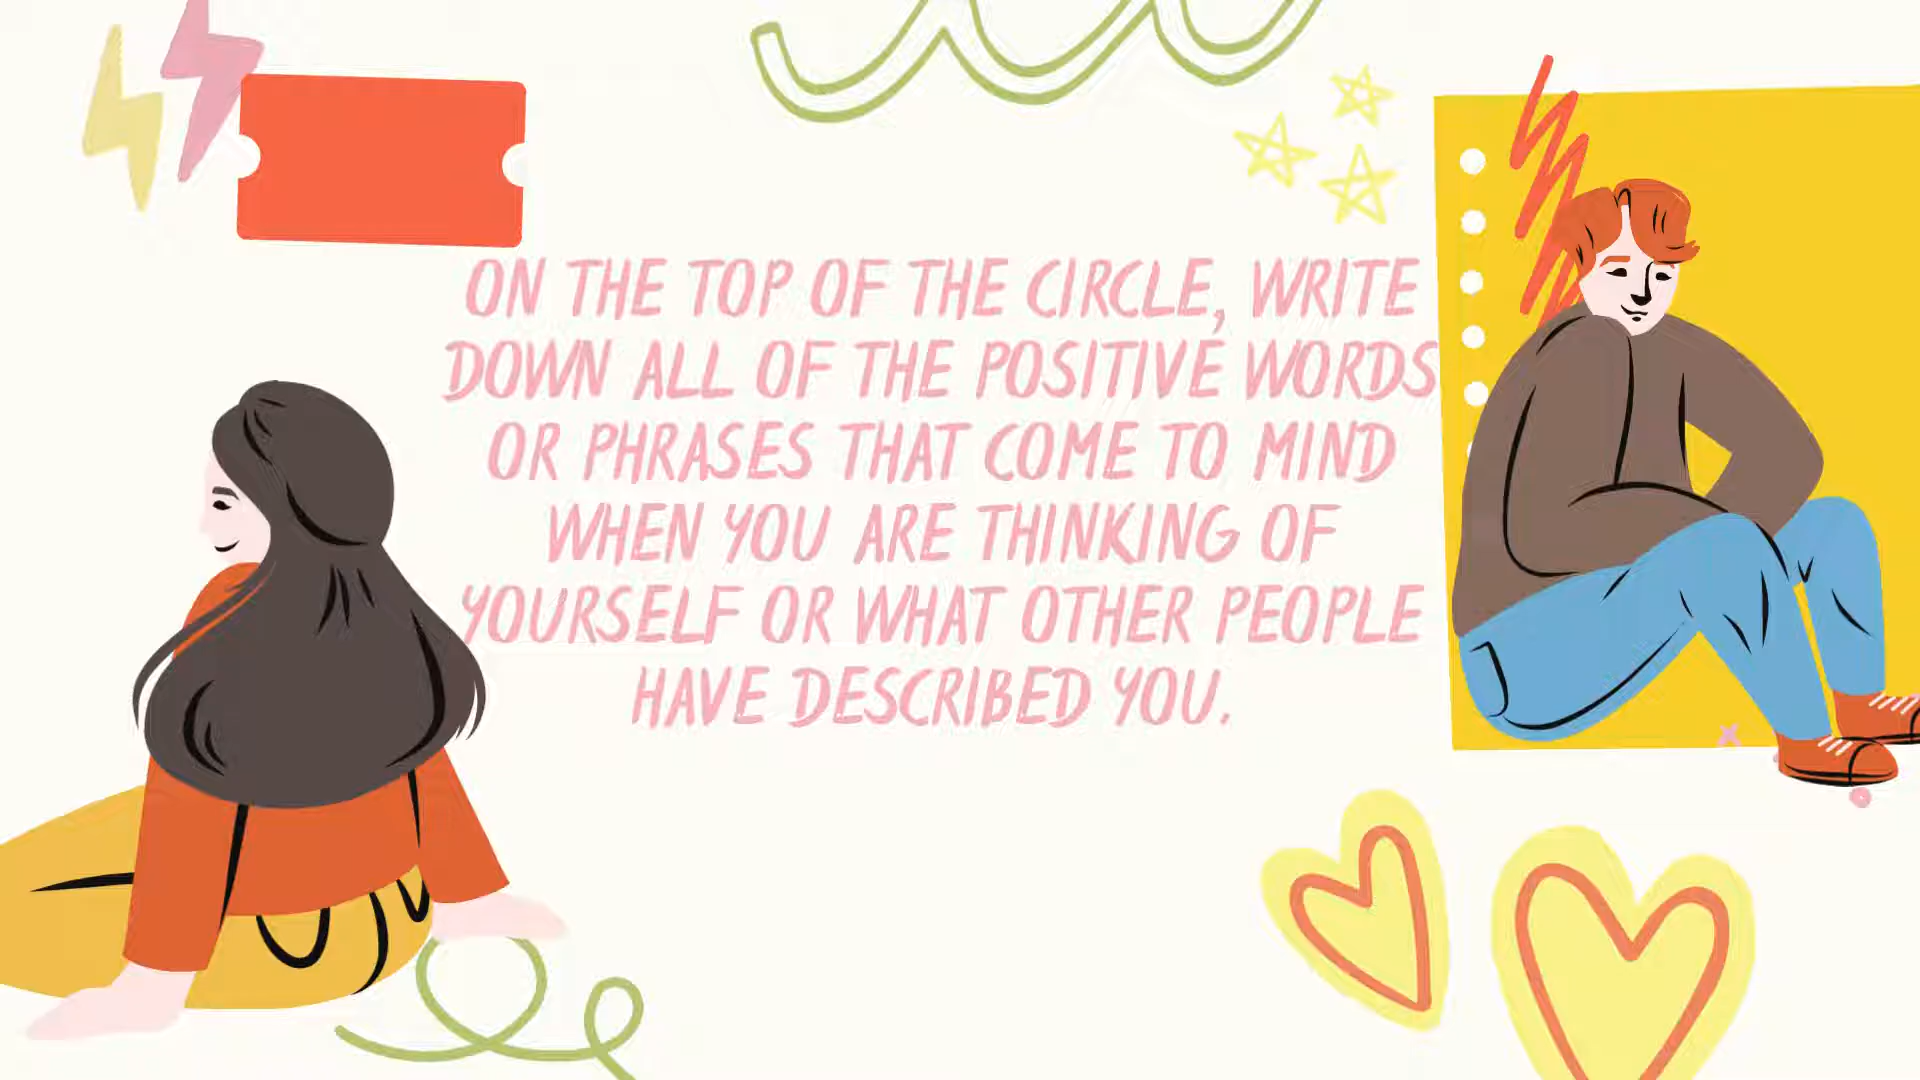 ON THE TOP OF THE CIRCLE, WRITE
DOWN ALL OF THE POSITIVE WORDS
OR PHRASES THAT COME TO MIND
WHEN YOU ARE THINKING OF
YOURSELF OR WHAT OTHER PEOPLE
HAVE DESCRIBED YOU.